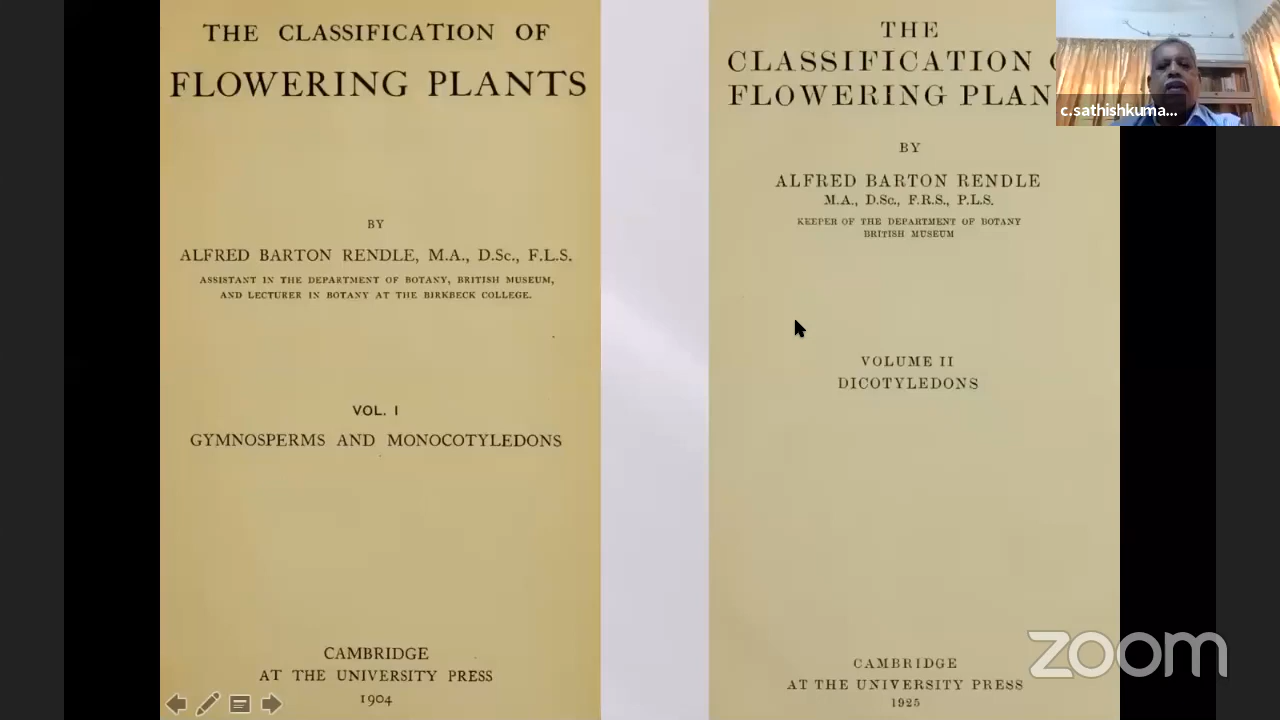 THE CLASSIFICATION OF
FLOWERING PLANTS
BY
ALFRED BARTON RENDLE, M.A., D.Sc., F.L.S.
ASSISTANT IN THE DEPARTMENT OF BOTANY, BRITISH MUSEUM,
AND LECTURER IN BOTANY AT THE BIRKBECK COLLEGE.
VOL. I
GYMNOSPERMS AND MONOCOTYLEDONS
CAMBRIDGE
AT THE UNIVERSITY PRESS
1904
THE
CLASSIFICATION
FLOWERING PLAN
BY
ALFRED BARTON RENDLE
M.A., D.Sc., F.R.S., P.L.S.
KEEPER OF THE DEPARTMENT OF BOTANY
BRITISH MUSEUM
VOLUME II
DICOTYLEDONS
CAMBRIDGE
AT THE UNIVERSITY PRESS
1925
c.sathishkuma...
zoom